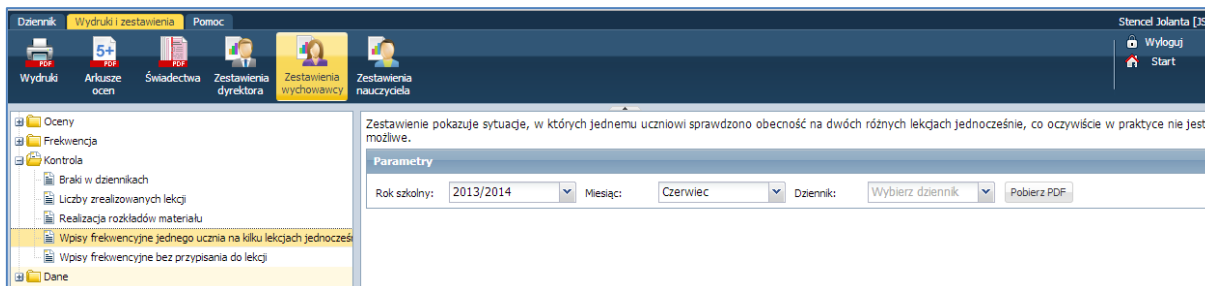 Dziennik Wydruki i zestawienia Pomoc
Stencel Jolanta [JS
Wyloguj
Start
5+
PDF PDF PDF
Wydruki Arkusze ocen Świadectwa Zestawienia dyrektora Zestawienia wychowawcy Zestawienia nauczyciela
Oceny
Frekwencja
Kontrola
Braki w dziennikach
Liczby zrealizowanych lekcji
Realizacja rozkładów materiału
Wpisy frekwencyjne jednego ucznia na kilku lekcjach jednocześ
Wpisy frekwencyjne bez przypisania do lekcji
Dane
Zestawienie pokazuje sytuacje, w których jednemu uczniowi sprawdzono obecność na dwóch różnych lekcjach jednocześnie, co oczywiście w praktyce nie jest
możliwe.
Parametry
Rok szkolny: 2013/2014 Miesiąc: Czerwiec Dziennik: Wybierz dziennik Pobierz PDF